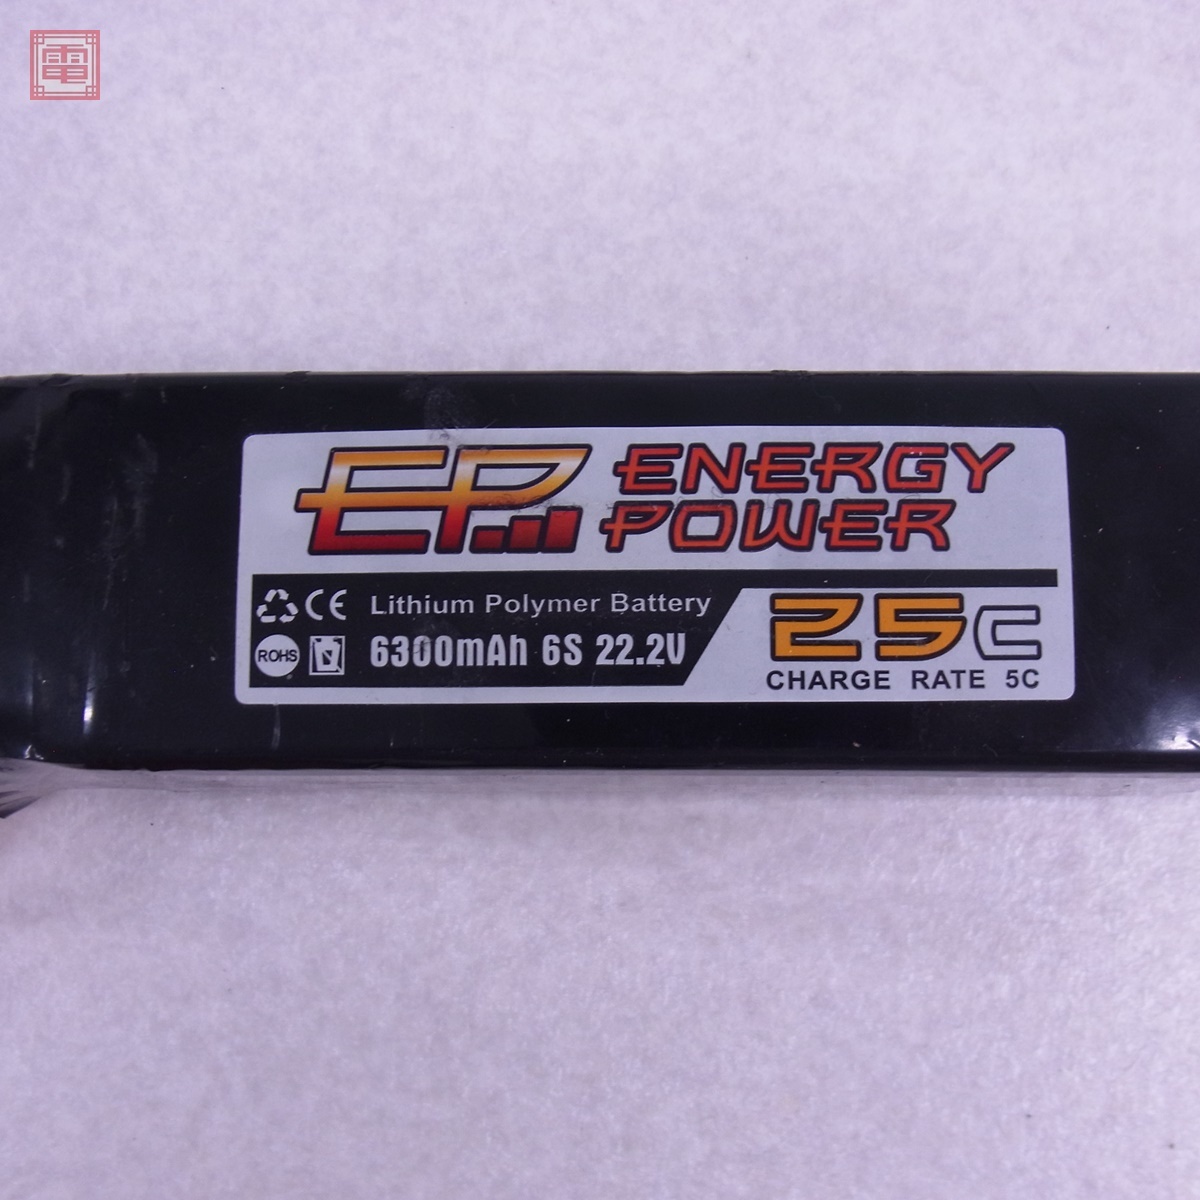 電
EP
ENERGY
POWER
CE Lithium Polymer Battery
ROHS 6300mAh 6S 22.2V
25C
CHARGE RATE 5C